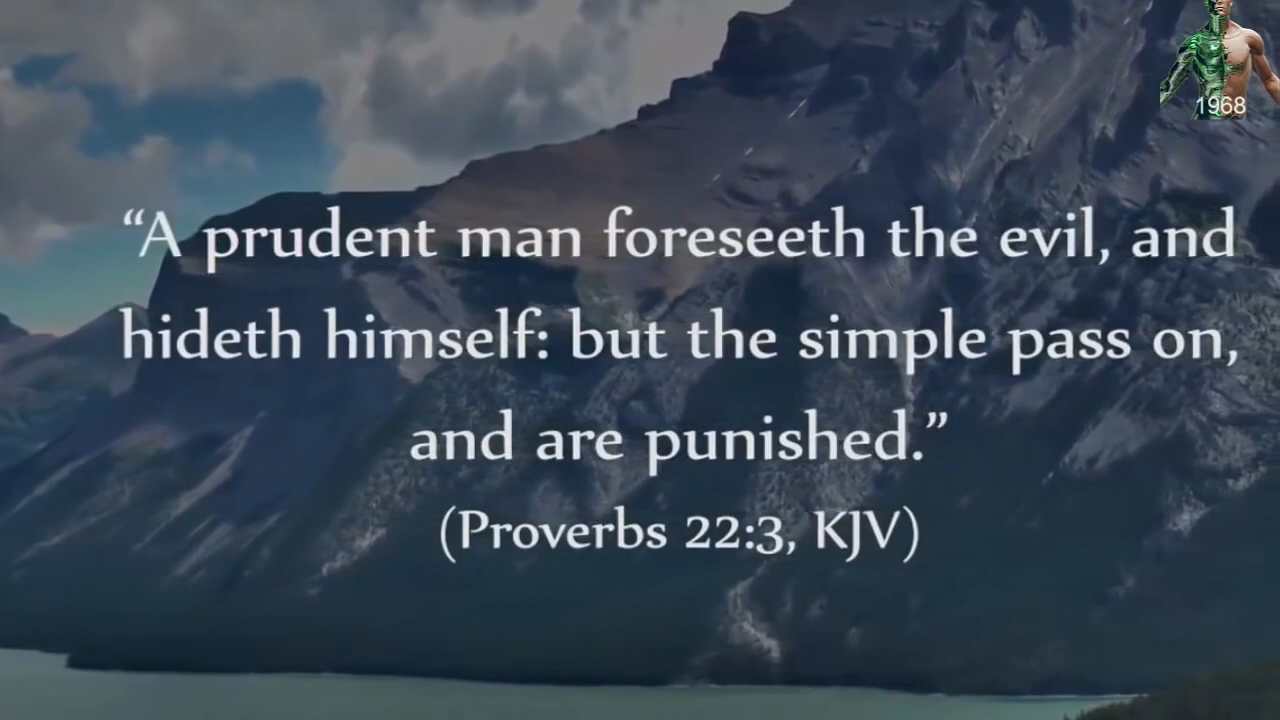 1968
“A prudent man foreseeth the evil, and
hideth himself: but the simple pass on,
and are punished.”
(Proverbs 22:3, KJV)